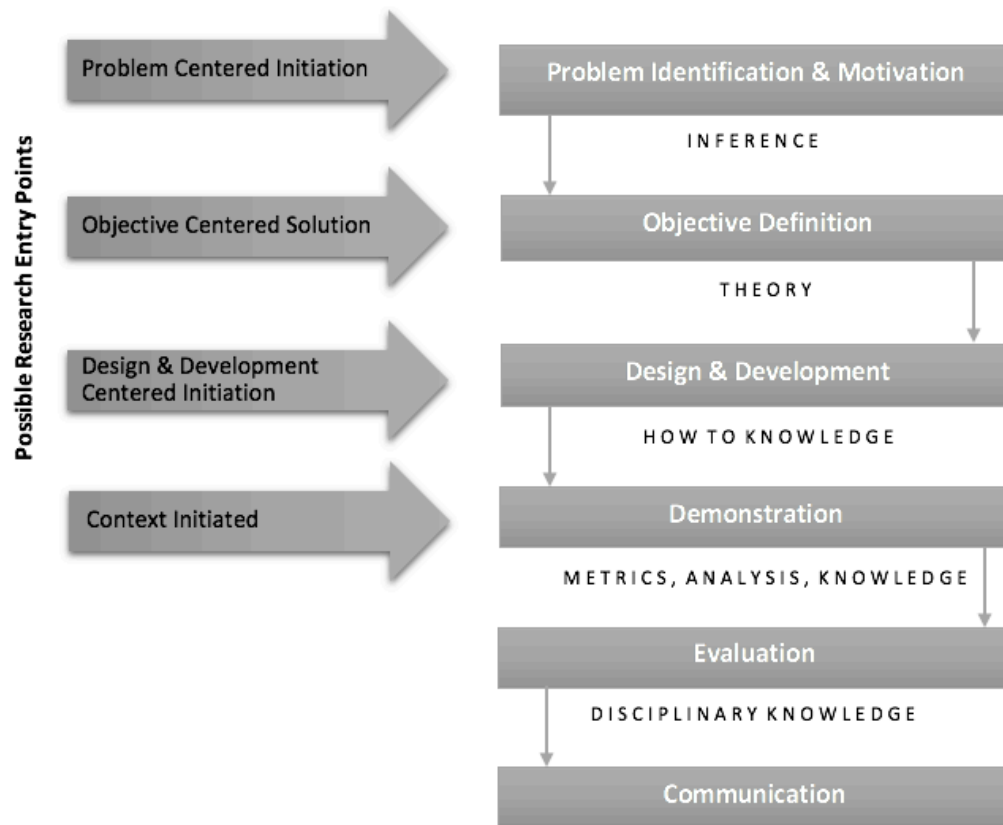 Possible Research Entry Points
Problem Centered Initiation
Problem Identification & Motivation
INFERENCE
Objective Centered Solution
Objective Definition
THEORY
Design & Development
Centered Initiation
Design & Development
HOW TO KNOWLEDGE
Context Initiated
Demonstration
METRICS, ANALYSIS, KNOWLEDGE
Evaluation
DISCIPLINARY KNOWLEDGE
Communication